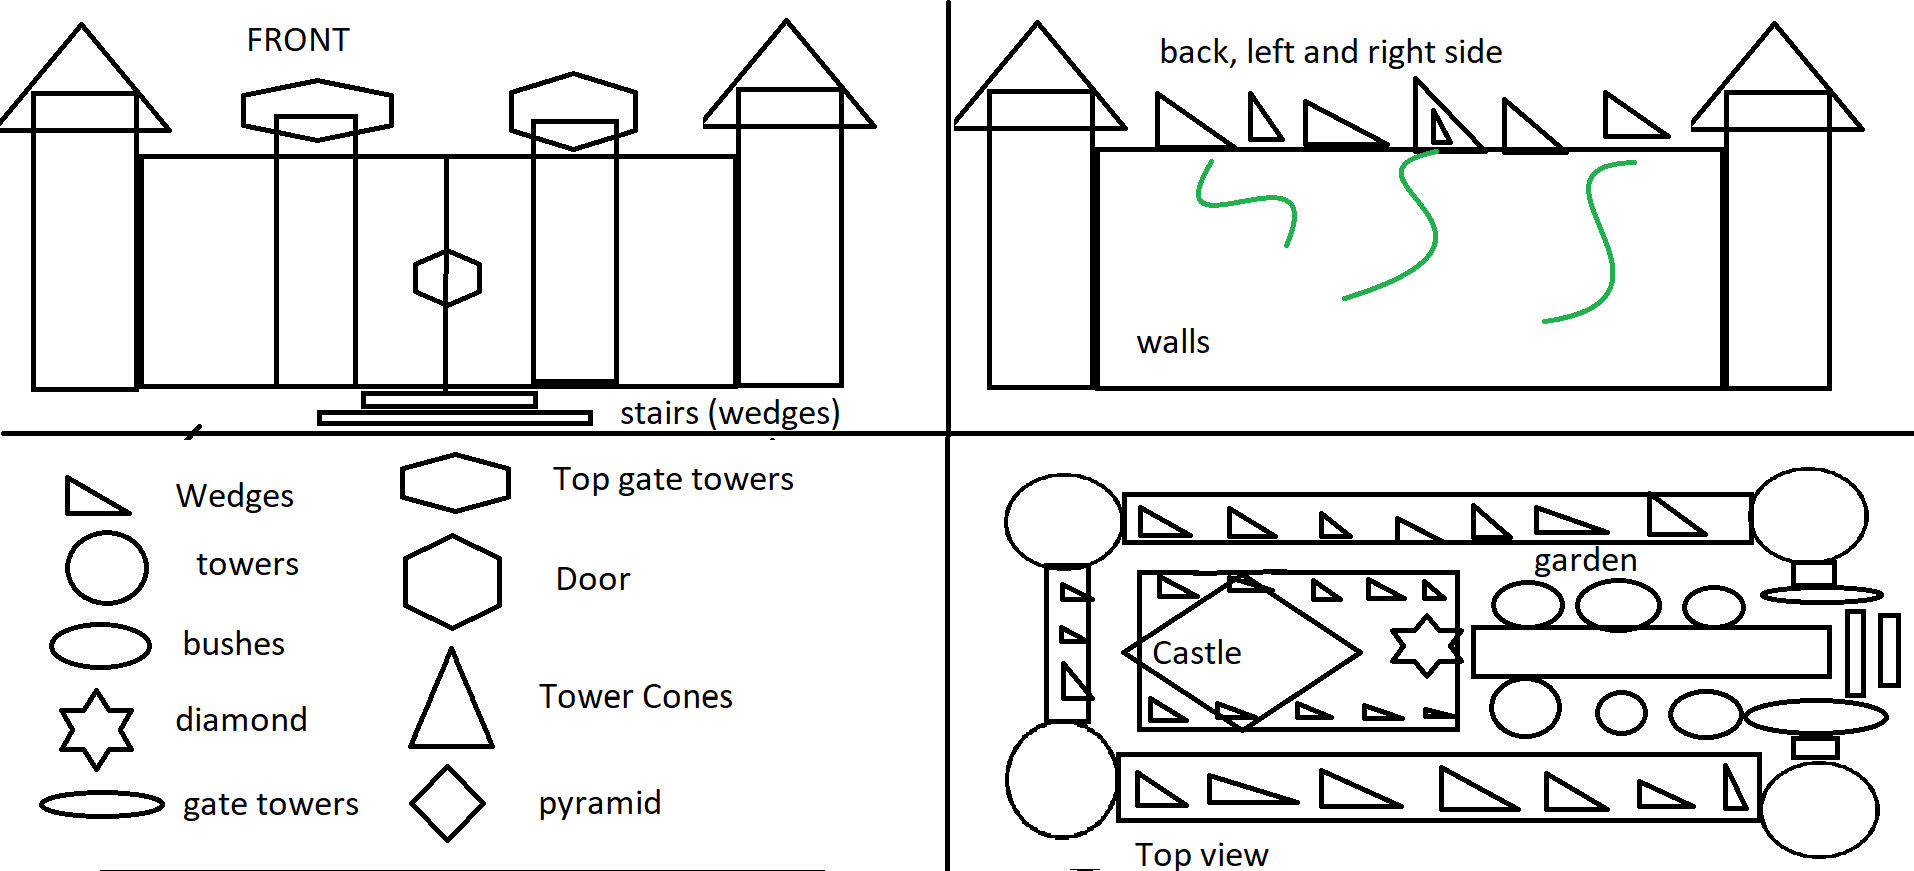 FRONT
stairs (wedges)
back, left and right side
walls
Wedges
towers
bushes
diamond
gate towers
Top gate towers
Door
Tower Cones
pyramid
garden
Castle
Top view